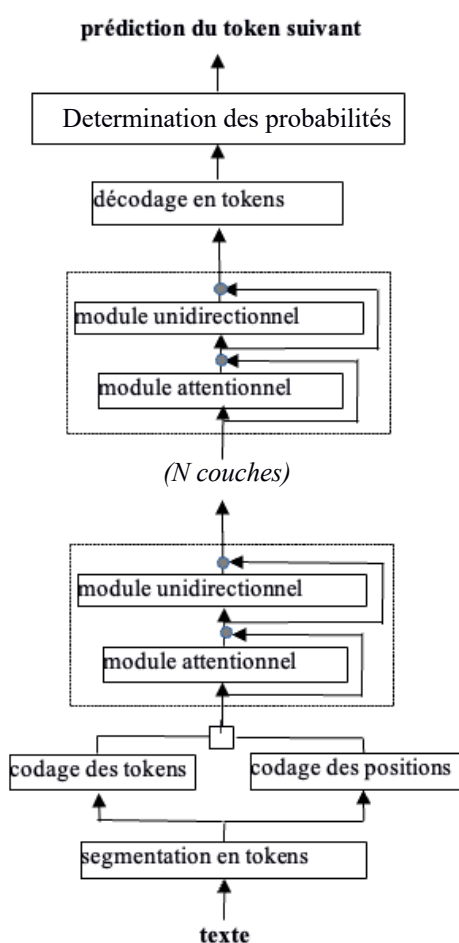 prédiction du token suivant
Determination des probabilités
décodage en tokens
module unidirectionnel
module attentionnel
(N couches)
module unidirectionnel
module attentionnel
codage des tokens
codage des positions
segmentation en tokens
texte